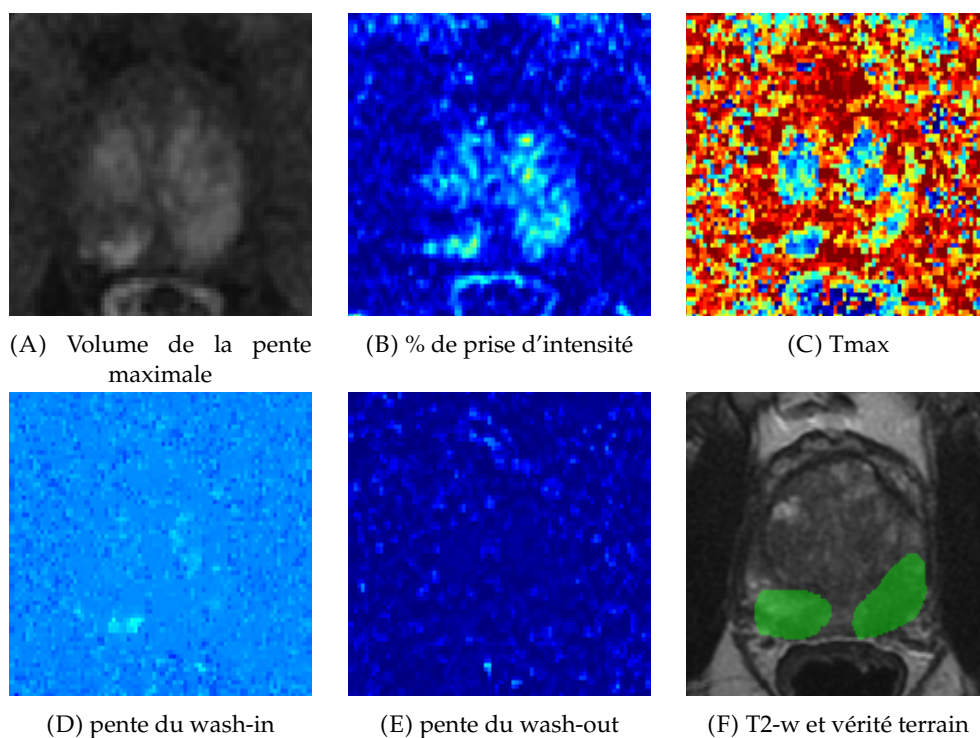 (A) Volume de la pente
maximale
(B) % de prise d'intensité
(C) Tmax
(D) pente du wash-in
(E) pente du wash-out
(F) T2-w et vérité terrain